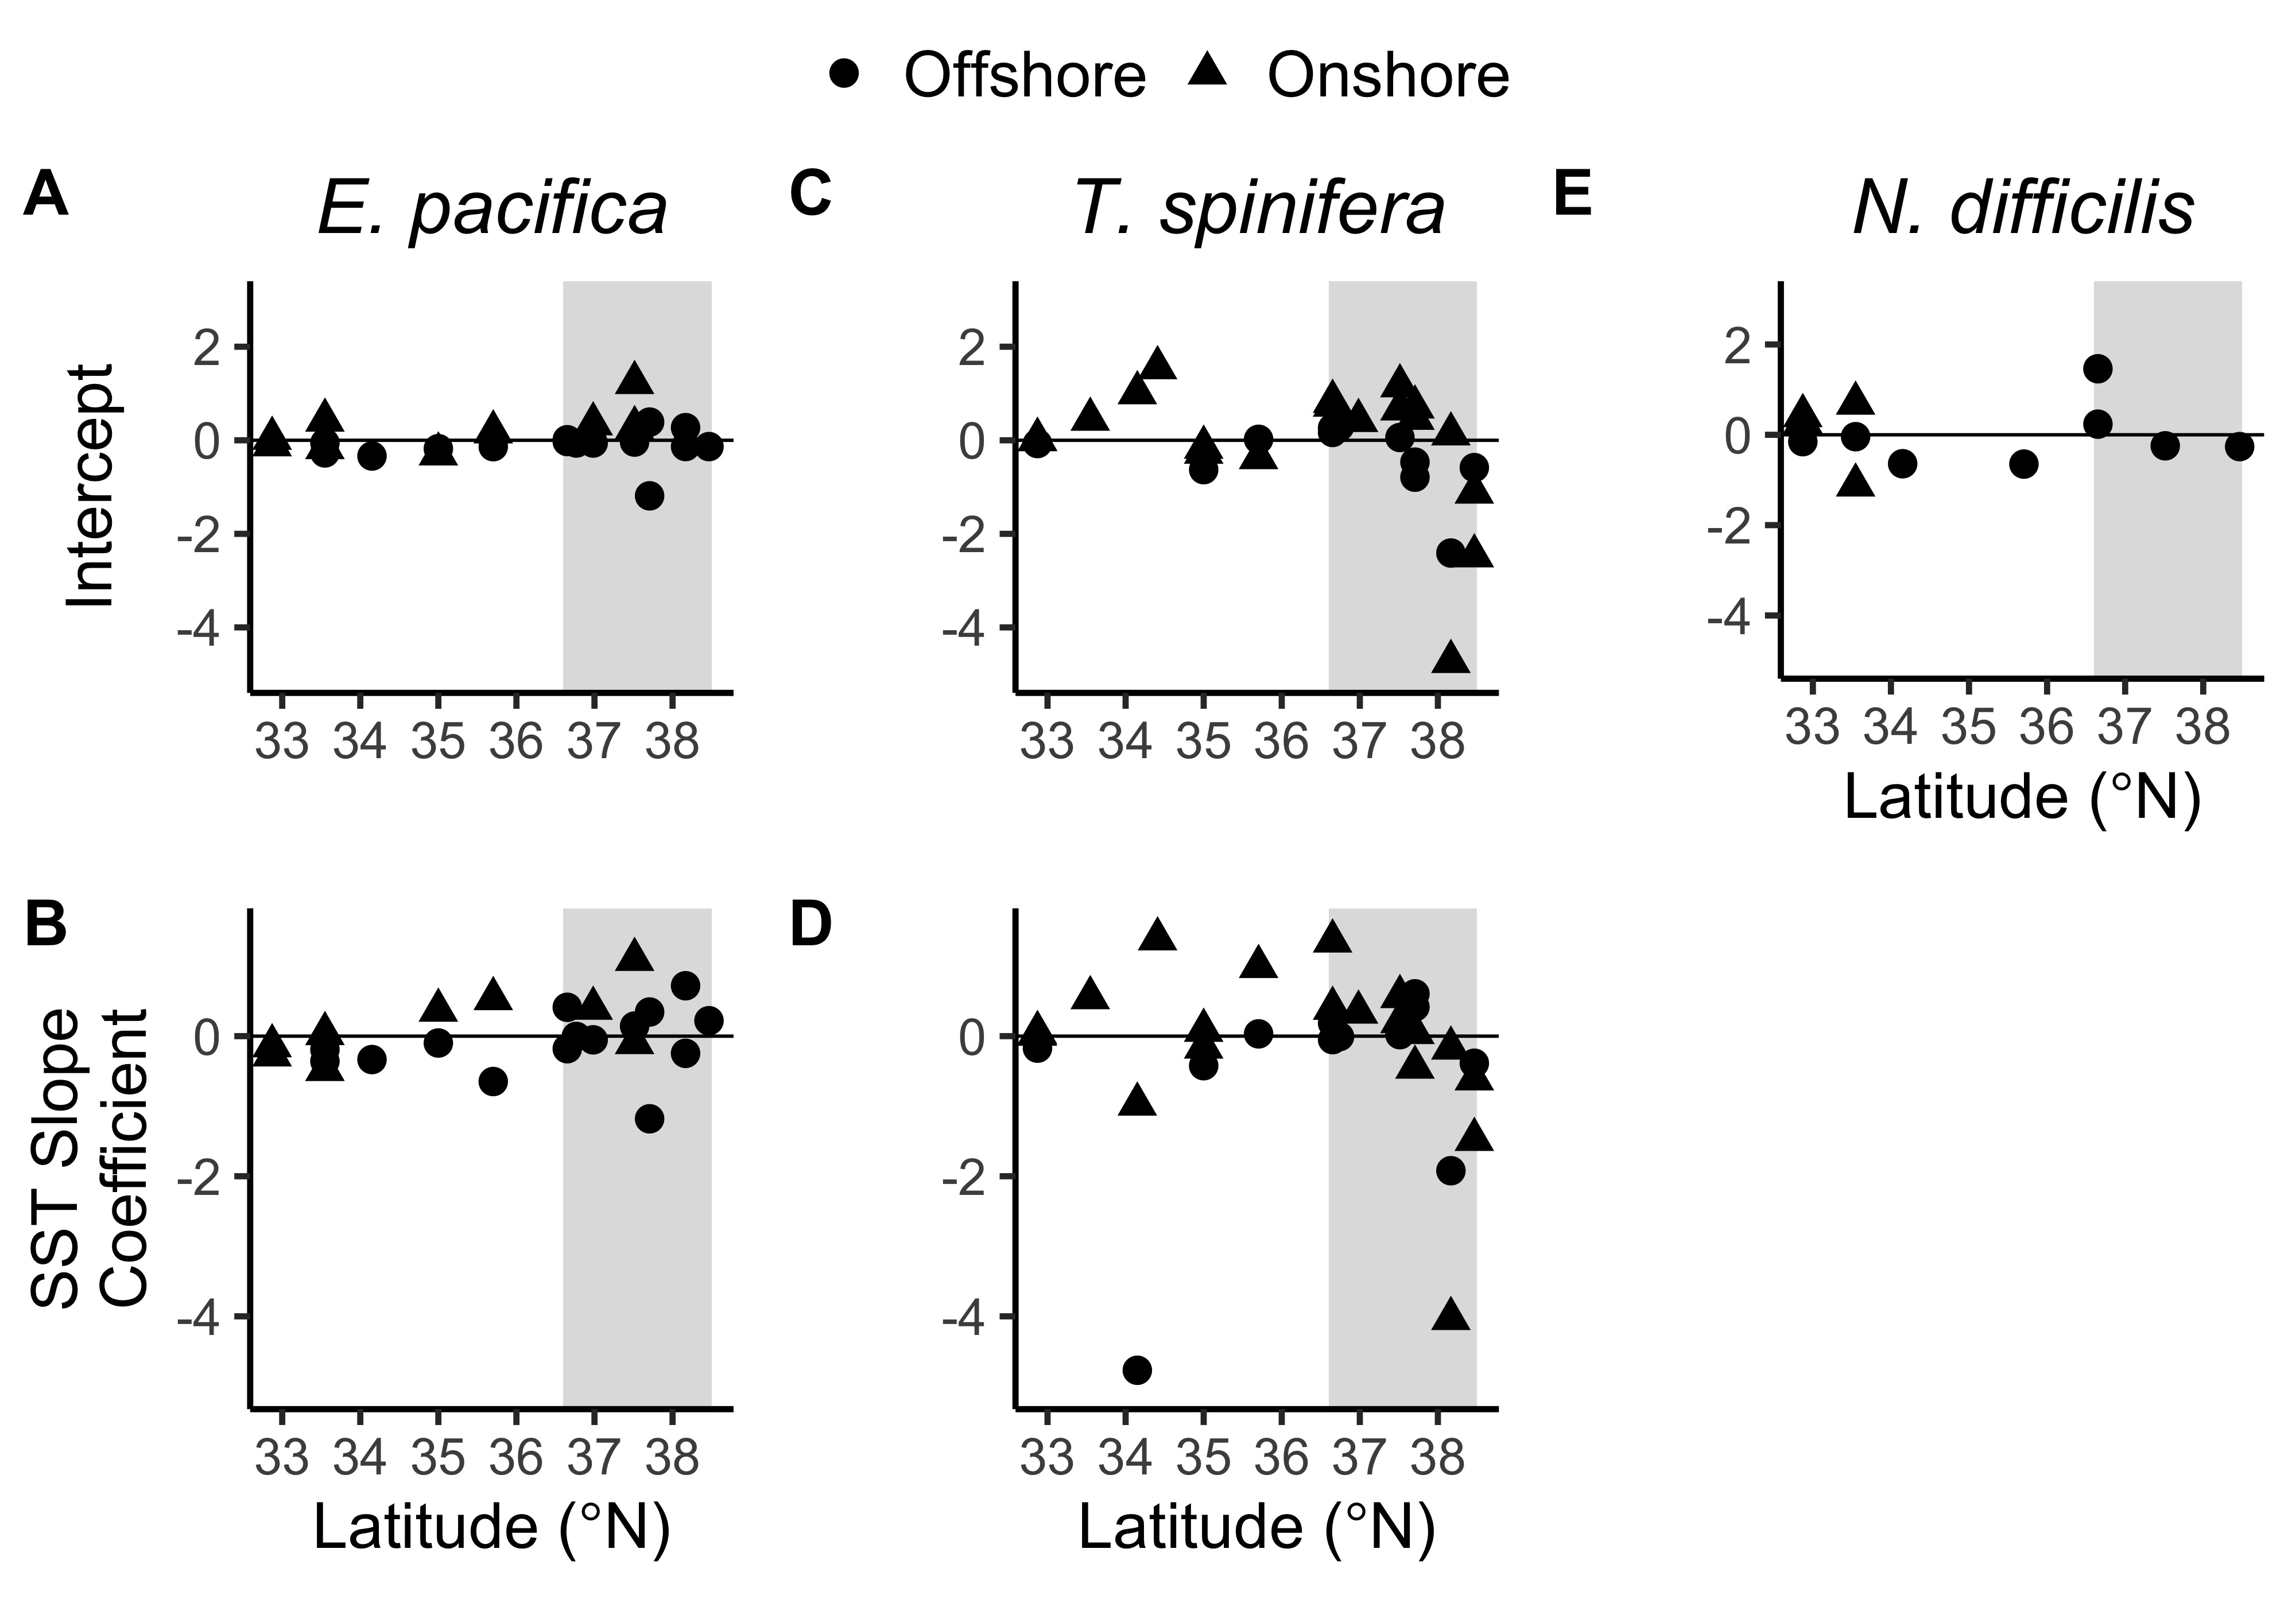 Offshore Onshore
A E. pacifica C T. spinifera E N. difficilis
Intercept
2
0
-2
-4
33 34 35 36 37 38
2
0
-2
-4
33 34 35 36 37 38
2
0
-2
-4
33 34 35 36 37 38
Latitude (°N)
B
SST Slope
Coefficient
0
-2
-4
33 34 35 36 37 38
Latitude (°N)
D
0
-2
-4
33 34 35 36 37 38
Latitude (°N)